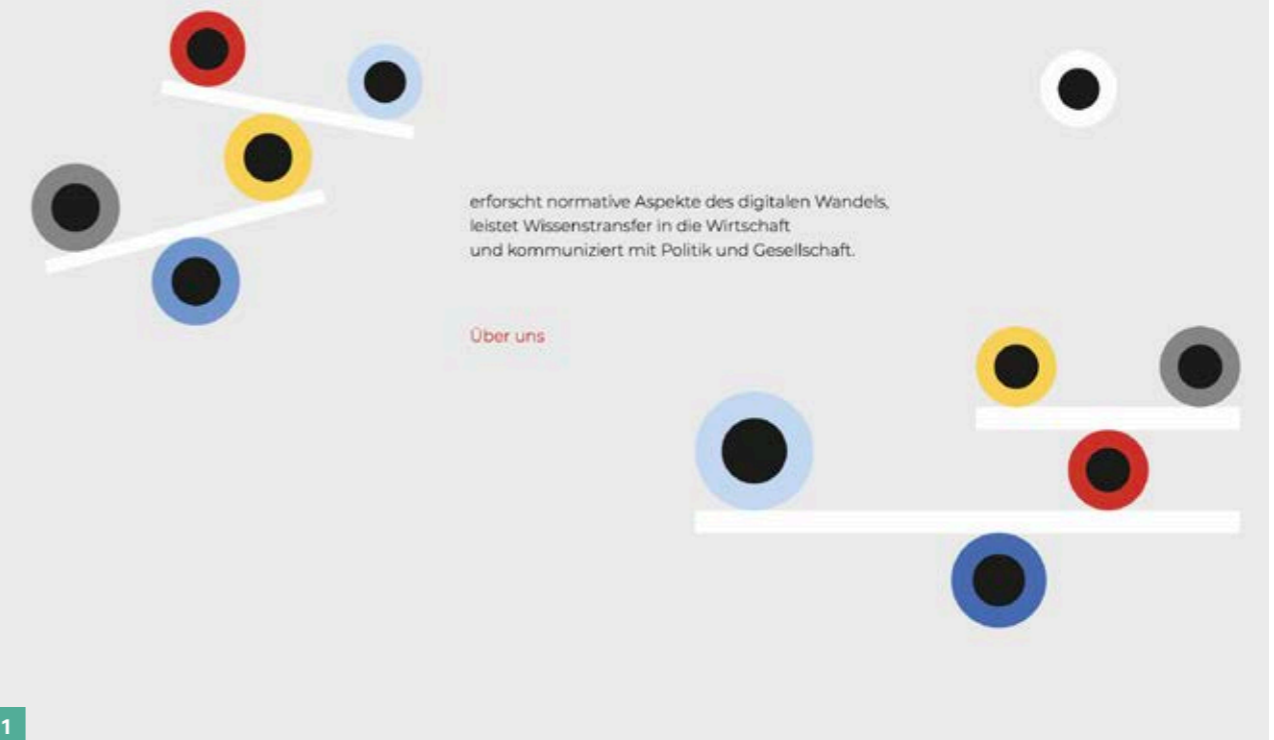 erforscht normative Aspekte des digitalen Wandels,
leistet Wissenstransfer in die Wirtschaft
und kommuniziert mit Politik und Gesellschaft.
Über uns
1